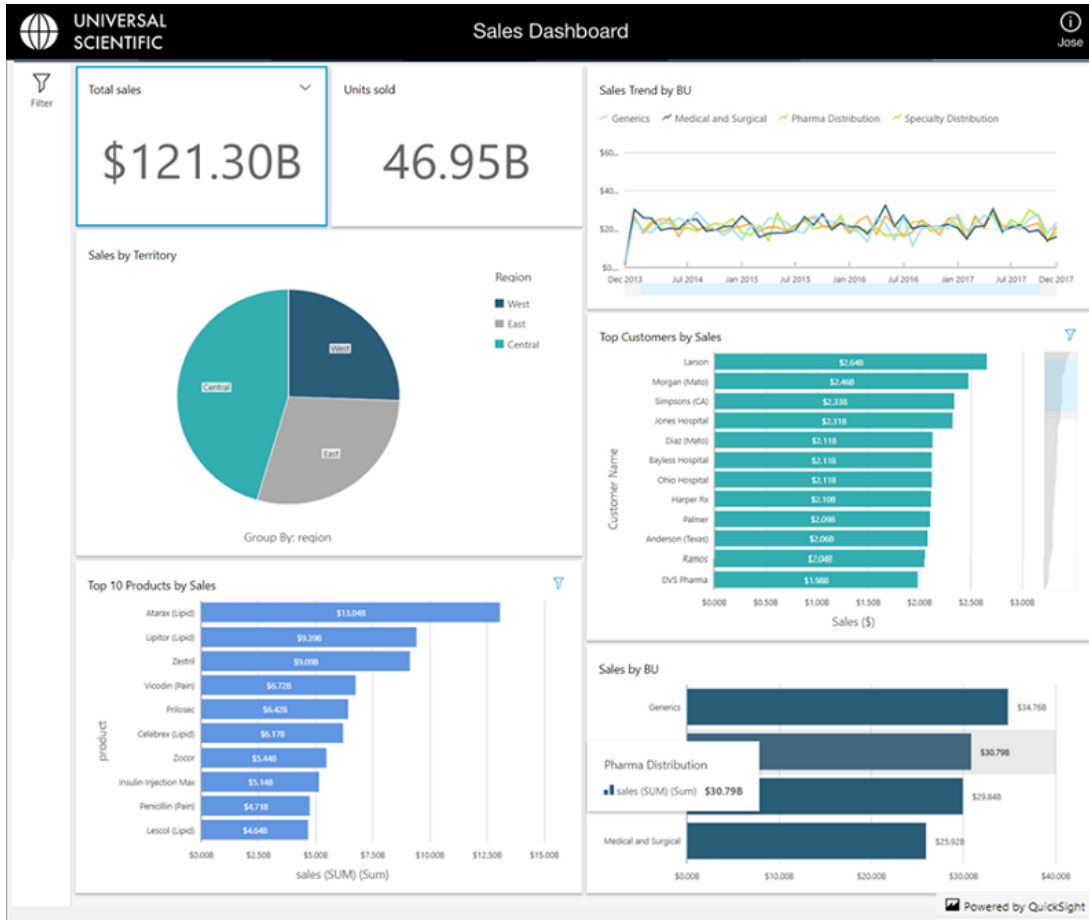 UNIVERSAL
SCIENTIFIC
Sales Dashboard
Jose
Filter
Total sales
$121.30B
Units sold
46.95B
Sales Trend by BU
Generics Medical and Surgical Pharma Distribution Specialty Distribution
$60...
$40...
$20...
$0...
Dec 2013 Jul 2014 Jan 2015 Jul 2015 Jan 2016 Jul 2016 Jan 2017 Jul 2017 Dec 2017
Sales by Territory
Region
West
East
Central
West
Central
East
Group By: region
Top Customers by Sales
Customer Name
Larson $2.64B
Morgan (Mato) $2.46B
Simpsons (CA) $2.33B
Jones Hospital $2.31B
Diaz (Mato) $2.11B
Bayless Hospital $2.11B
Ohio Hospital $2.11B
Harper Rx $2.10B
Palmer $2.09B
Anderson (Texas) $2.06B
Ramos $2.04B
DVS Pharma $1.98B
$0.00B $0.50B $1.00B $1.50B $2.00B $2.50B $3.00B
Sales ($)
Top 10 Products by Sales
product
Atarax (Lipid) $13.04B
Lipitor (Lipid) $9.39B
Zestril $9.09B
Vicodin (Pain) $6.72B
Prilosec $6.42B
Celebrex (Lipid) $6.17B
Zocor $5.44B
Insulin Injection Max $5.14B
Penicillin (Pain) $4.71B
Lescol (Lipid) $4.64B
$0.00B $2.50B $5.00B $7.50B $10.00B $12.50B $15.00B
sales (SUM) (Sum)
Sales by BU
Generics $34.76B
$30.79B
Pharma Distribution
sales (SUM) (Sum) $30.79B
$29.84B
Medical and Surgical $25.92B
$0.00B $10.00B $20.00B $30.00B $40.00B
Powered by QuickSight